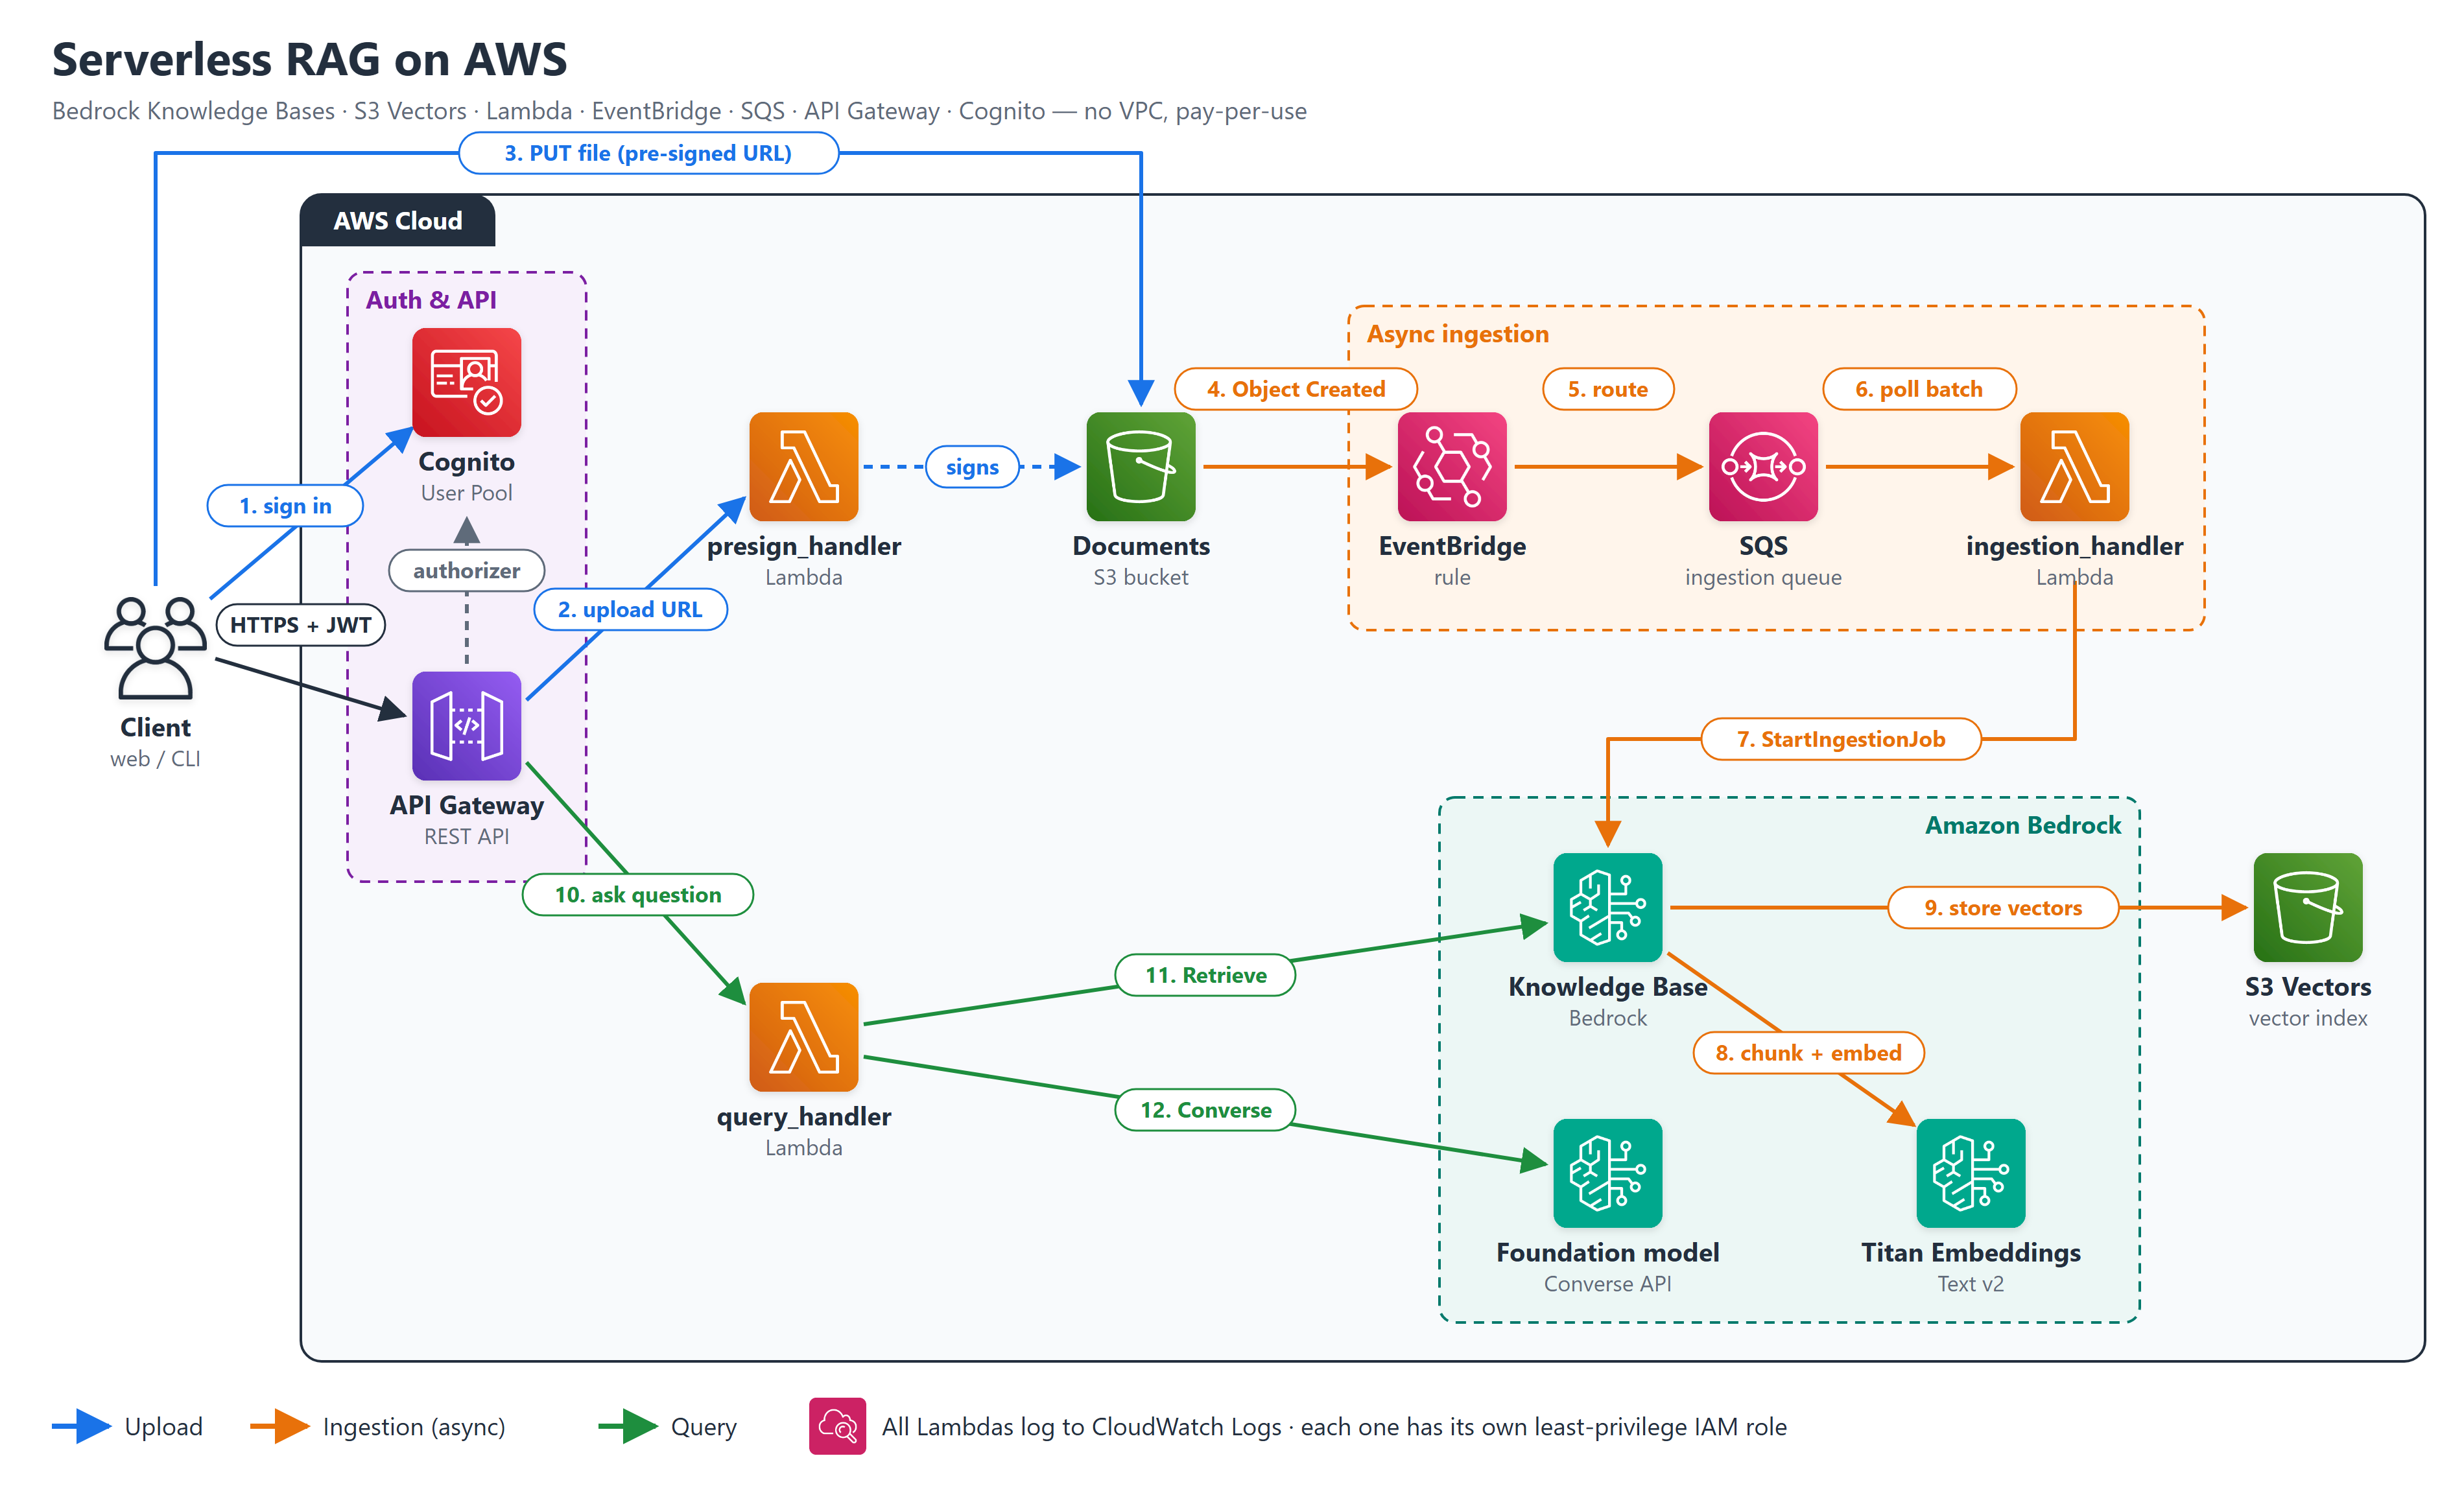 Serverless RAG on AWS
Bedrock Knowledge Bases · S3 Vectors · Lambda · EventBridge · SQS · API Gateway · Cognito — no VPC, pay-per-use
3. PUT file (pre-signed URL)
AWS Cloud
Auth & API
Cognito
User Pool
1. sign in
authorizer
HTTPS + JWT
2. upload URL
Client
web / CLI
API Gateway
REST API
presign_handler
Lambda
signs
Documents
S3 bucket
Async ingestion
4. Object Created
5. route
6. poll batch
EventBridge
rule
SQS
ingestion queue
ingestion_handler
Lambda
7. StartIngestionJob
Amazon Bedrock
10. ask question
query_handler
Lambda
11. Retrieve
12. Converse
Knowledge Base
Bedrock
9. store vectors
S3 Vectors
vector index
8. chunk + embed
Foundation model
Converse API
Titan Embeddings
Text v2
Upload
Ingestion (async)
Query
All Lambdas log to CloudWatch Logs · each one has its own least-privilege IAM role